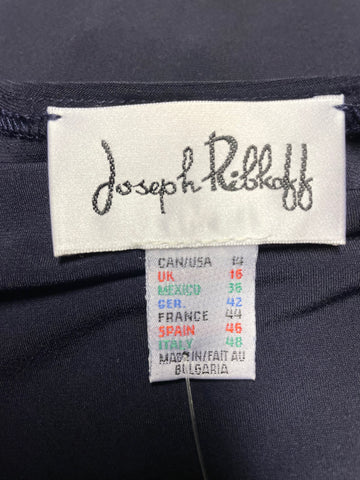 Joseph Ribkoff
CAN/USA 14
UK 16
MEXICO 36
GER. 42
FRANCE 44
SPAIN 46
ITALY 48
MADE IN/FAIT AU
BULGARIA